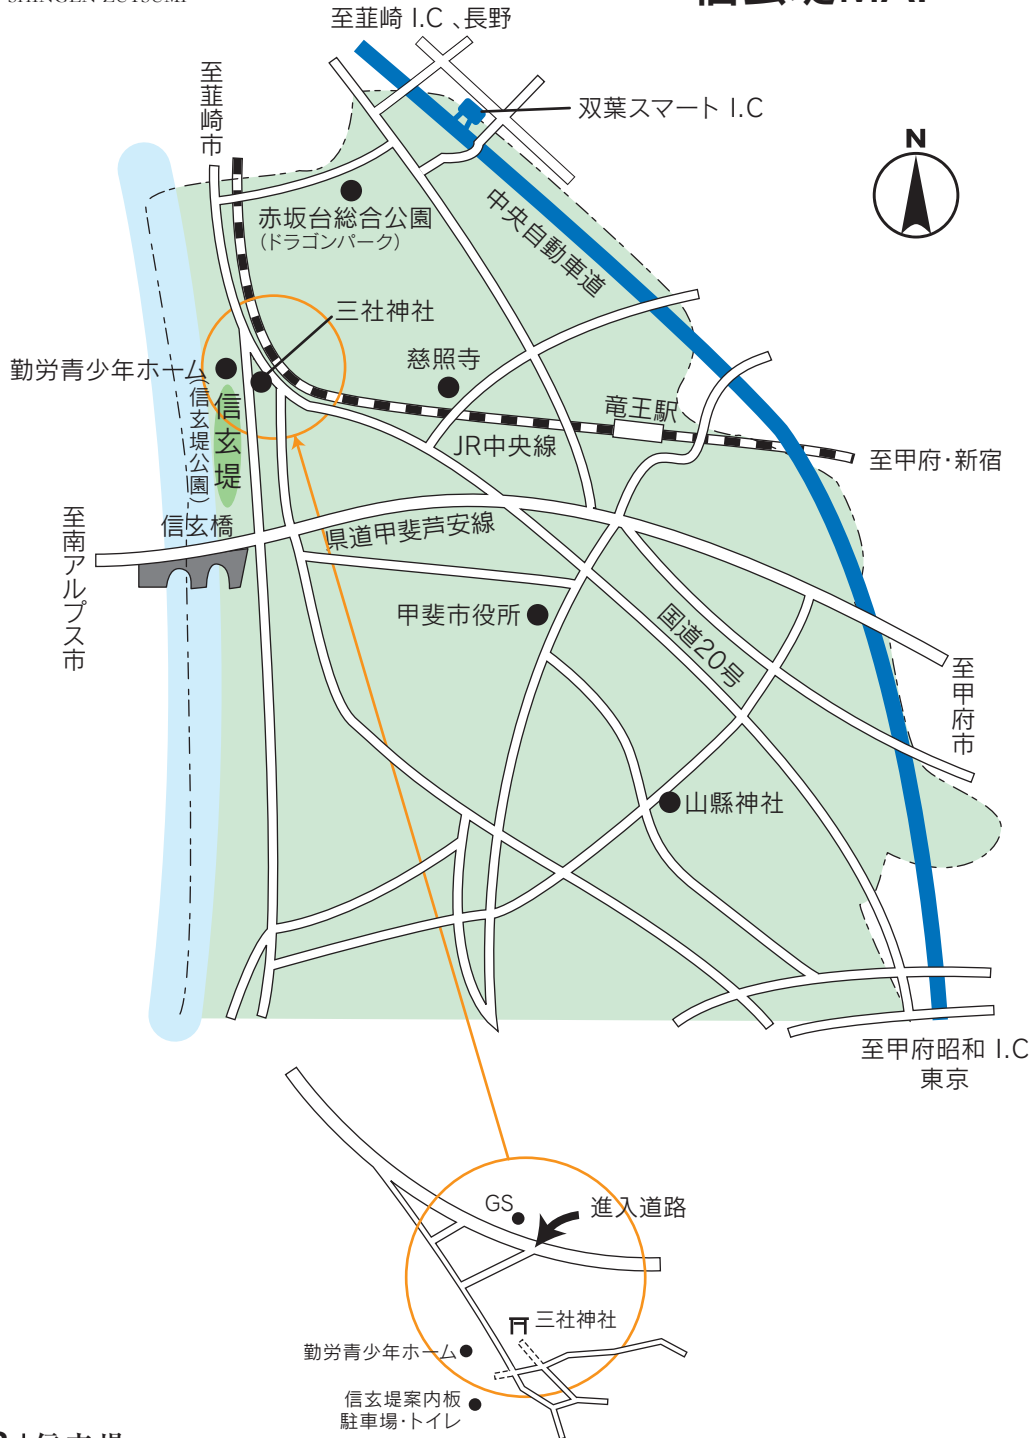 至韮崎 I.C 、長野
至韮崎市
双葉スマート I.C
N
赤坂台総合公園
(ドラゴンパーク)
中央自動車道
三社神社
慈照寺
勤労青少年ホーム
(信玄堤公園)
信玄堤
竜王駅
JR中央線
至甲府·新宿
信玄橋
県道甲斐芦安線
至南アルプス市
甲斐市役所
国道20号
至甲府市
山縣神社
至甲府昭和 I.C
東京
GS
進入道路
三社神社
勤労青少年ホーム
信玄堤案内板
駐車場·トイレ